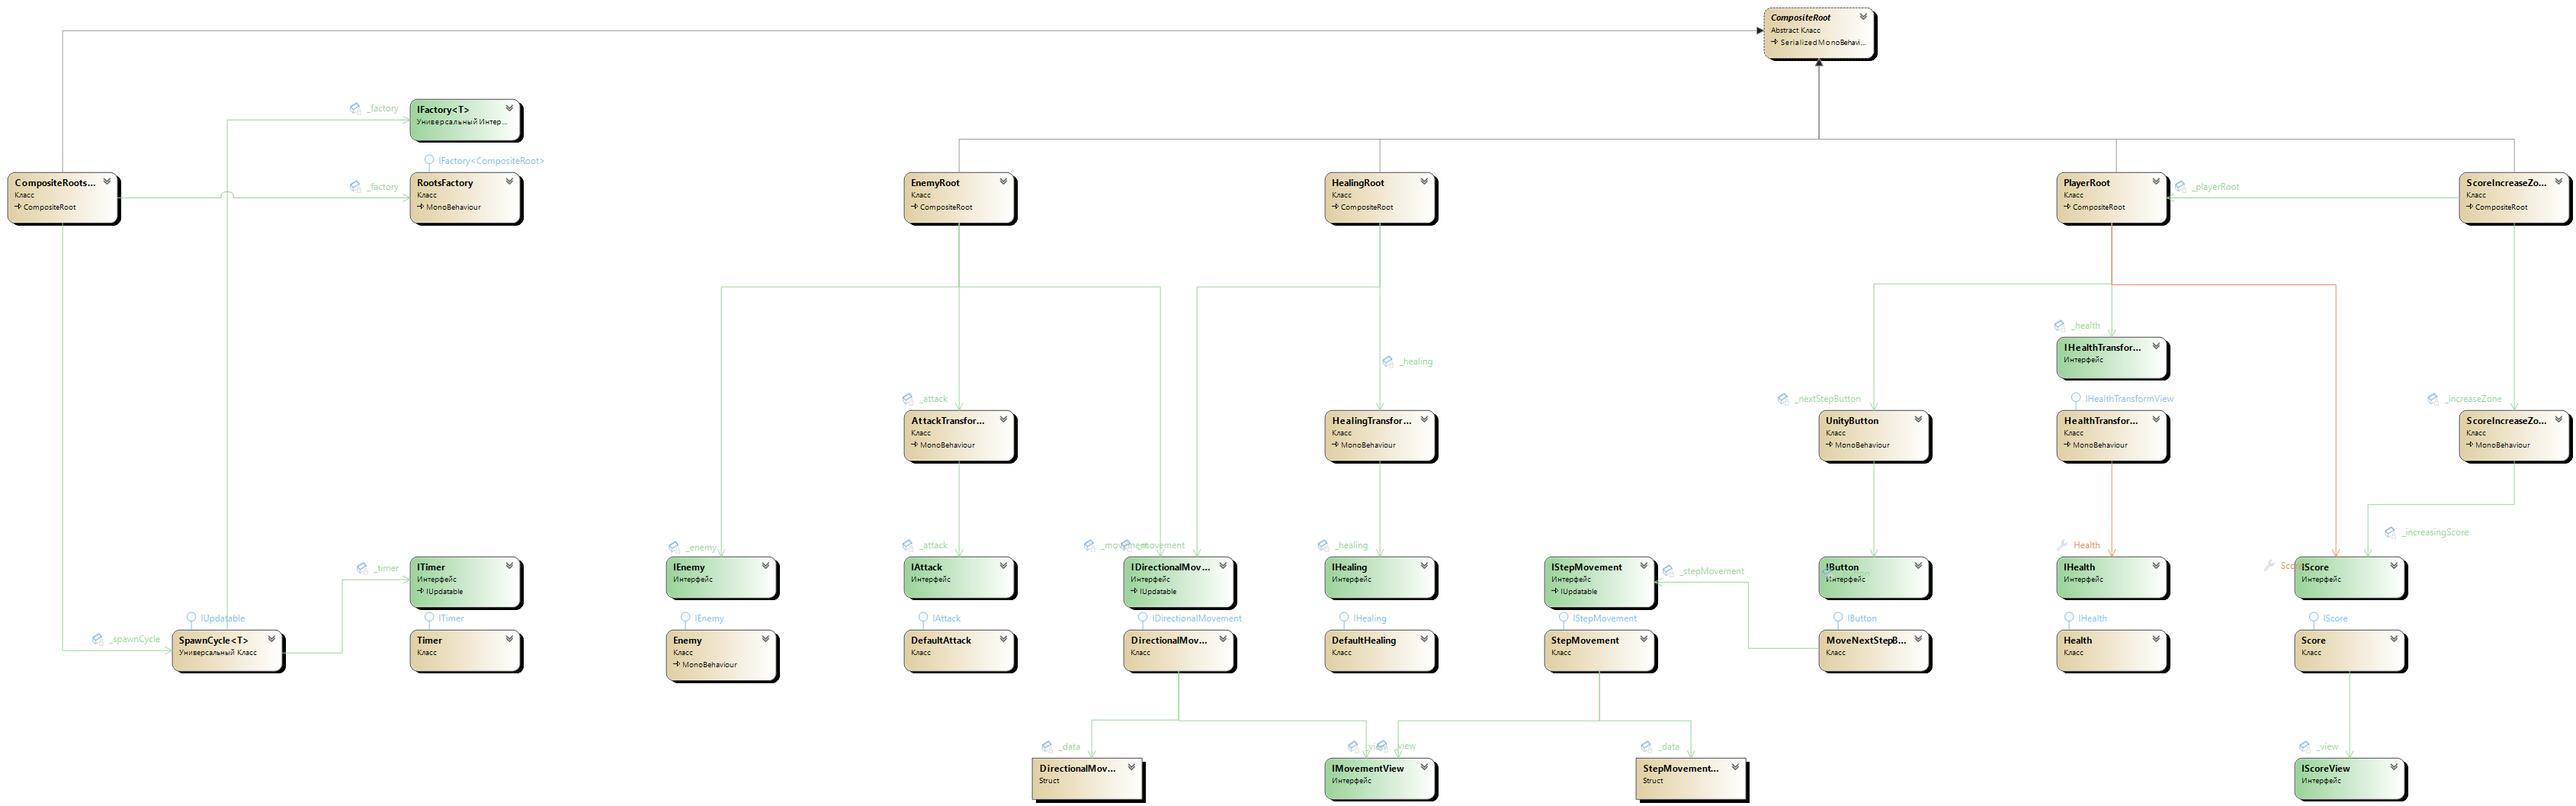 CompositeRoot
Abstract Класс
SerializedMonoBehavi...
_factory
IFactory<T>
Универсальный Интер...
IFactory<CompositeRoot>
CompositeRoots...
Класс
CompositeRoot
_factory
RootsFactory
Класс
MonoBehaviour
EnemyRoot
Класс
CompositeRoot
HealingRoot
Класс
CompositeRoot
PlayerRoot
Класс
CompositeRoot
_playerRoot
ScoreIncreaseZo...
Класс
CompositeRoot
_health
IHealthTransfor...
Интерфейс
_healing
_attack
AttackTransfor...
Класс
MonoBehaviour
HealingTransfor...
Класс
MonoBehaviour
_nextStepButton
UnityButton
Класс
MonoBehaviour
IHealthTransformView
HealthTransfor...
Класс
MonoBehaviour
_increaseZone
ScoreIncreaseZo...
Класс
MonoBehaviour
_increasingScore
_timer
ITimer
Интерфейс
IUpdatable
_enemy
IEnemy
Интерфейс
_attack
IAttack
Интерфейс
_movement
_movement
IDirectionalMov...
Интерфейс
IUpdatable
_healing
IHealing
Интерфейс
IStepMovement
Интерфейс
IUpdatable
_stepMovement
IButton
Интерфейс
Health
IHealth
Интерфейс
IScore
Интерфейс
_spawnCycle
IUpdatable
SpawnCycle<T>
Универсальный Класс
ITimer
Timer
Класс
IEnemy
Enemy
Класс
MonoBehaviour
IAttack
DefaultAttack
Класс
IDirectionalMovement
DirectionalMov...
Класс
IHealing
DefaultHealing
Класс
IStepMovement
StepMovement
Класс
IButton
MoveNextStepB...
Класс
IHealth
Health
Класс
IScore
Score
Класс
_data
DirectionalMov...
Struct
_view
_view
IMovementView
Интерфейс
_data
StepMovement...
Struct
_view
IScoreView
Интерфейс